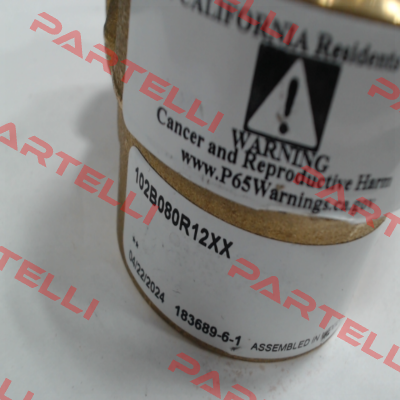 CALIFORNIA Residents
WARNING
Cancer and Reproductive Harm
www.P65Warnings.ca.gov
102B080R12XX
**
04/22/2024 183689-6-1 ASSEMBLED IN
PARTELLI
PARTELLI
PARTELLI
PARTELLI
PARTELLI